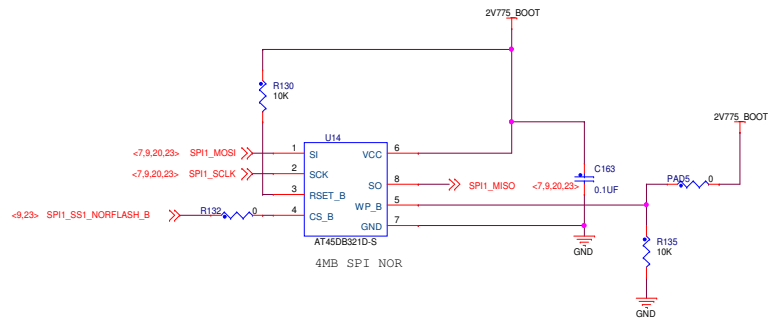 2V775_BOOT
R130
10K
2V775_BOOT
U14
<7,9,20,23> SPI1_MOSI
1
SI
VCC
6
C163
<7,9,20,23> SPI1_SCLK
2
SCK
SO
8
SPI1_MISO
<7,9,20,23>
0.1UF
PAD5
0
3
RSET_B
WP_B
5
<9,23> SPI1_SS1_NORFLASH_B
R132
0
4
CS_B
GND
7
AT45DB321D-S
4MB SPI NOR
GND
R135
10K
GND